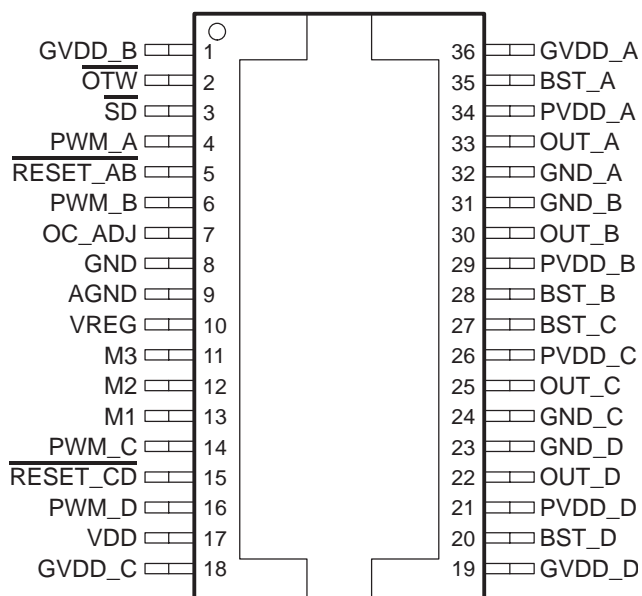 GVDD_B 1 36 GVDD_A
OTW 2 35 BST_A
SD 3 34 PVDD_A
PWM_A 4 33 OUT_A
RESET_AB 5 32 GND_A
PWM_B 6 31 GND_B
OC_ADJ 7 30 OUT_B
GND 8 29 PVDD_B
AGND 9 28 BST_B
VREG 10 27 BST_C
M3 11 26 PVDD_C
M2 12 25 OUT_C
M1 13 24 GND_C
PWM_C 14 23 GND_D
RESET_CD 15 22 OUT_D
PWM_D 16 21 PVDD_D
VDD 17 20 BST_D
GVDD_C 18 19 GVDD_D